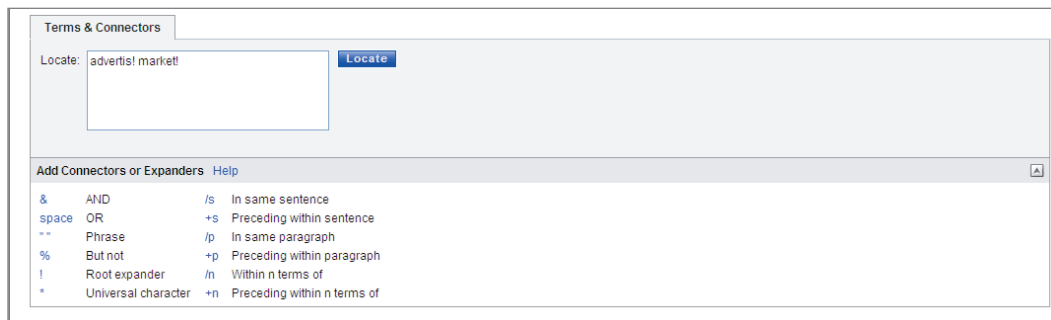 Terms & Connectors
Locate: advertis! market! Locate
Add Connectors or Expanders Help
& AND /s In same sentence
space OR +s Preceding within sentence
" " Phrase /p In same paragraph
% But not +p Preceding within paragraph
! Root expander /n Within n terms of
* Universal character +n Preceding within n terms of